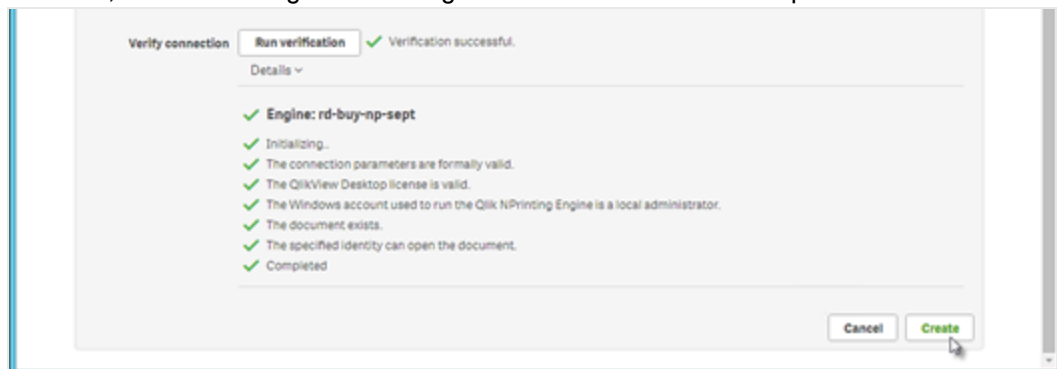 Verify connection Run verification Verification successful.
Details
Engine: rd-buy-np-sept
Initializing..
The connection parameters are formally valid.
The QlikView Desktop license is valid.
The Windows account used to run the Qlik NPrinting Engine is a local administrator.
The document exists.
The specified identity can open the document.
Completed
Cancel Create